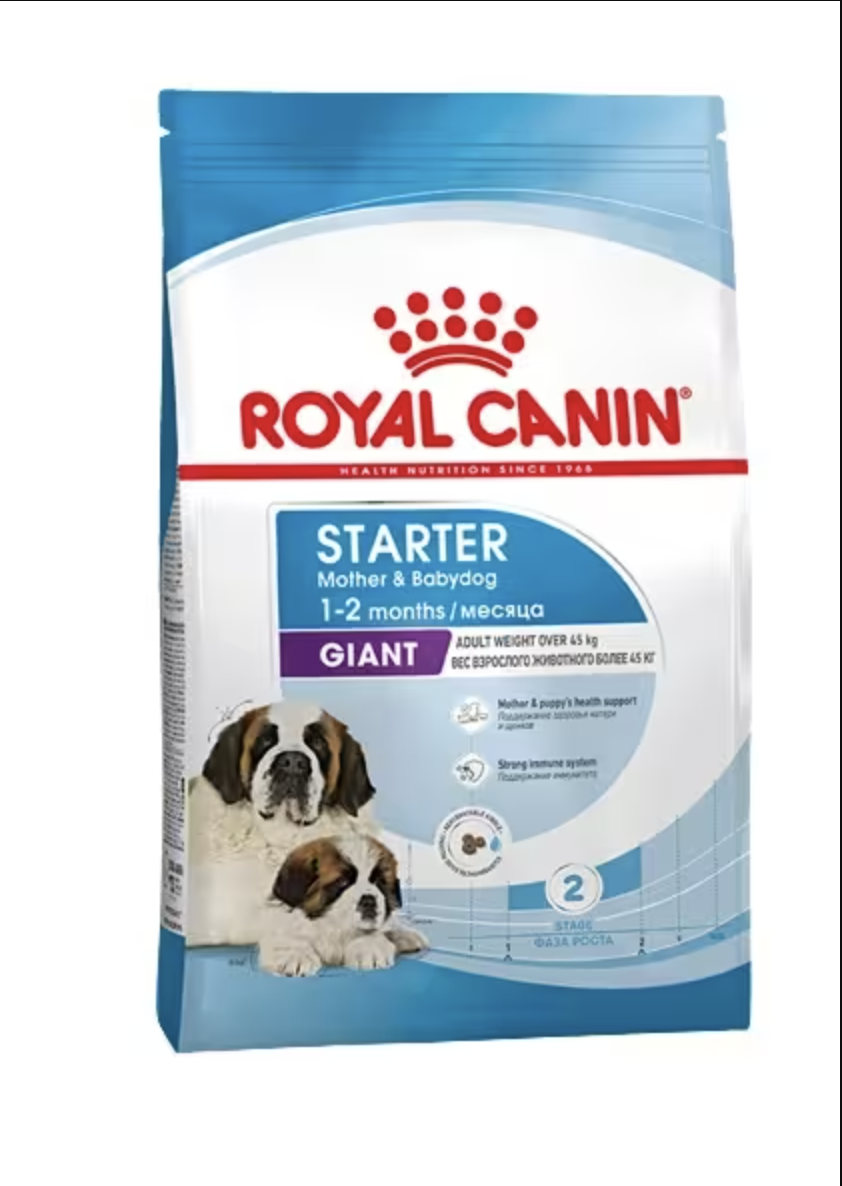 ROYAL CANIN®
HEALTH NUTRITION SINCE 1968
STARTER
Mother & Babydog
1-2 months/месяца
GIANT
ADULT WEIGHT OVER 45 kg
ВЕС ВЗРОСЛОГО ЖИВОТНОГО БОЛЕЕ 45 КГ
Mother & puppy's health support
Поддержание здоровья матери
и щенков
Strong immune system
Поддержание иммунитета
2
STAGE
ФАЗА РОСТА
1
2